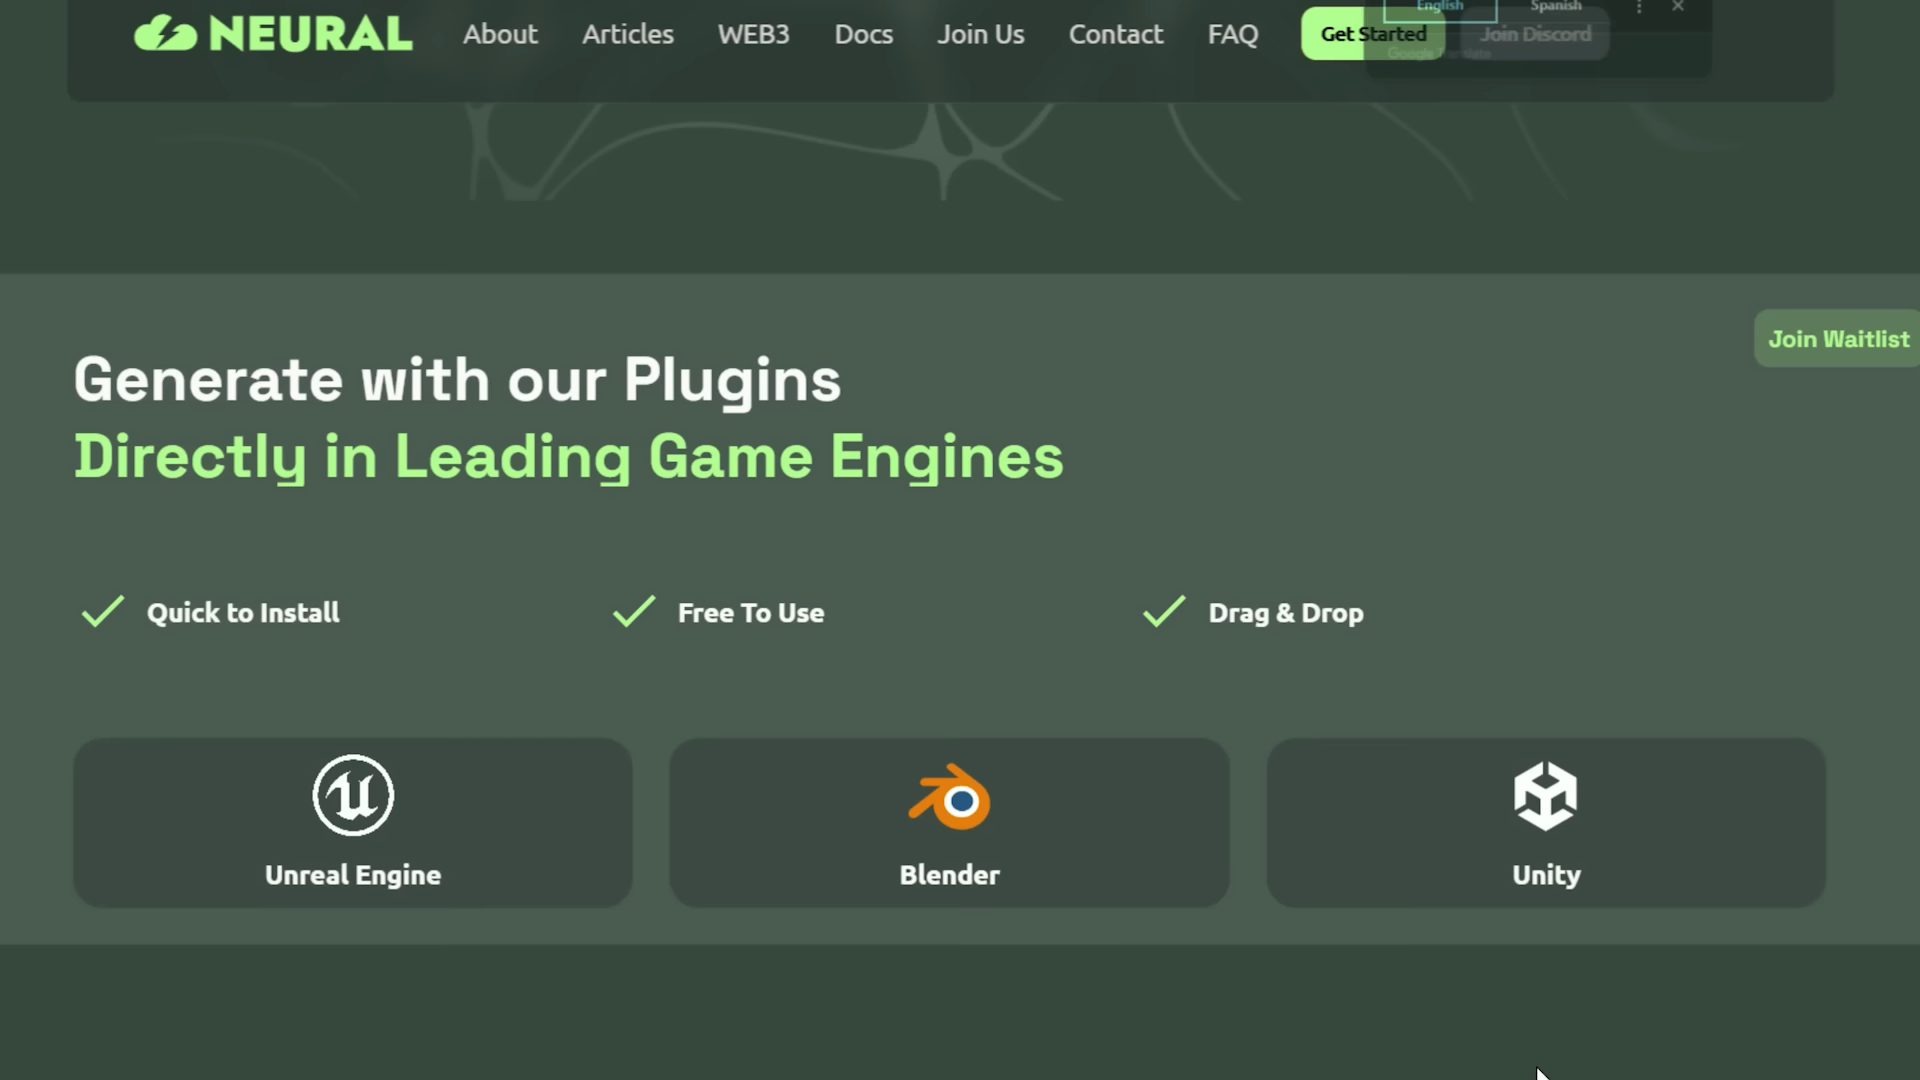 NEURAL About Articles WEB3 Docs Join Us Contact FAQ Get Started Join Discord
English Spanish
Google Translate
Join Waitlist
Generate with our Plugins
Directly in Leading Game Engines
Quick to Install Free To Use Drag & Drop
Unreal Engine Blender Unity